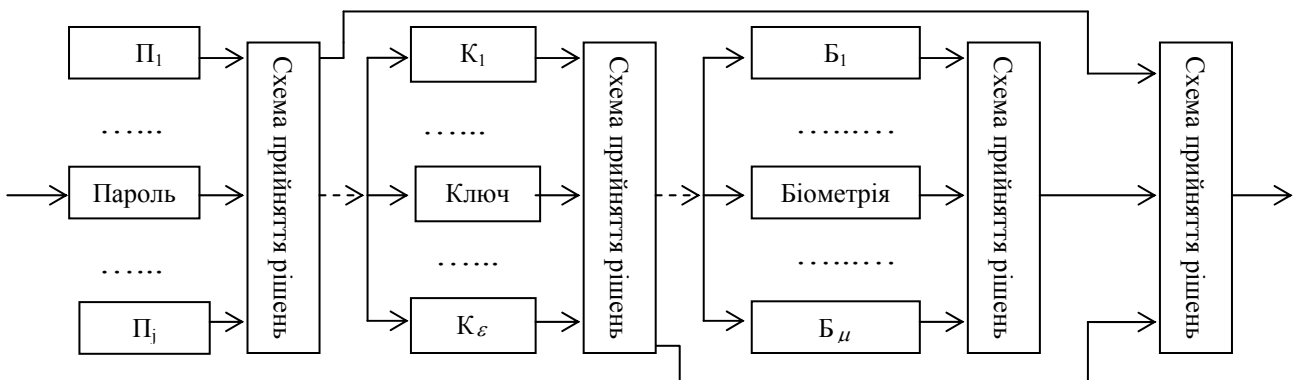 П1
......
Пароль
......
Пj
Схема прийняття рішень
К1
......
Ключ
......
Кε
Схема прийняття рішень
Б1
.........
Біометрія
.........
Бμ
Схема прийняття рішень
Схема прийняття рішень